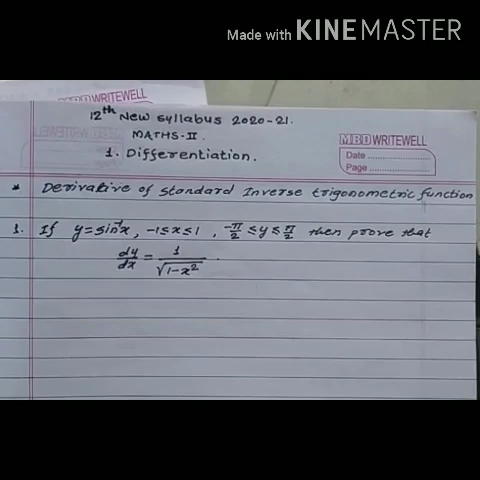 Made with KINEMASTER
WRITEWELL
12th New syllabus 2020-21.
MATHS-II.
1. Differentiation.
MBD WRITEWELL
Date ..................
Page ..................
* Derivative of standard Inverse trigonometric function
1. If y = sin⁻¹x, -1≤x≤1, -π/2 ≤ y ≤ π/2 then prove that
dy/dx = 1/√(1-x²) .